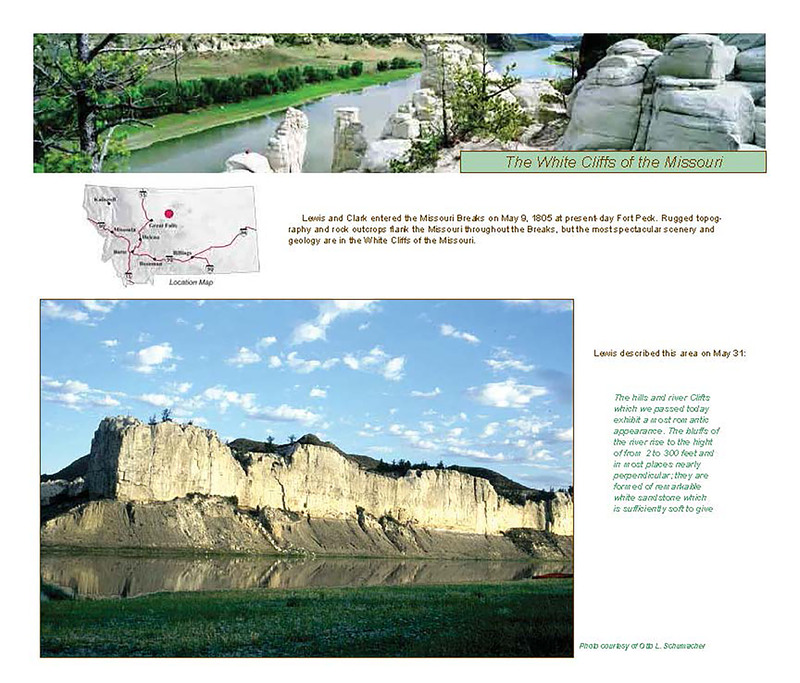 The White Cliffs of the Missouri
Kalispell
Great Falls
Missoula
Helena
Butte
Bozeman
Billings
Location Map
Lewis and Clark entered the Missouri Breaks on May 9, 1805 at present-day Fort Peck. Rugged topog-
raphy and rock outcrops flank the Missouri throughout the Breaks, but the most spectacular scenery and
geology are in the White Cliffs of the Missouri.
Lewis described this area on May 31:
The hills and river Clifts
which we passed today
exhibit a most romantic
appearance. The bluffs of
the river rise to the hight
of from 2 to 300 feet and
in most places nearly
perpendicular; they are
formed of remarkable
white sandstone which
is sufficiently soft to give
Photo courtesy of Otto L. Schumacher